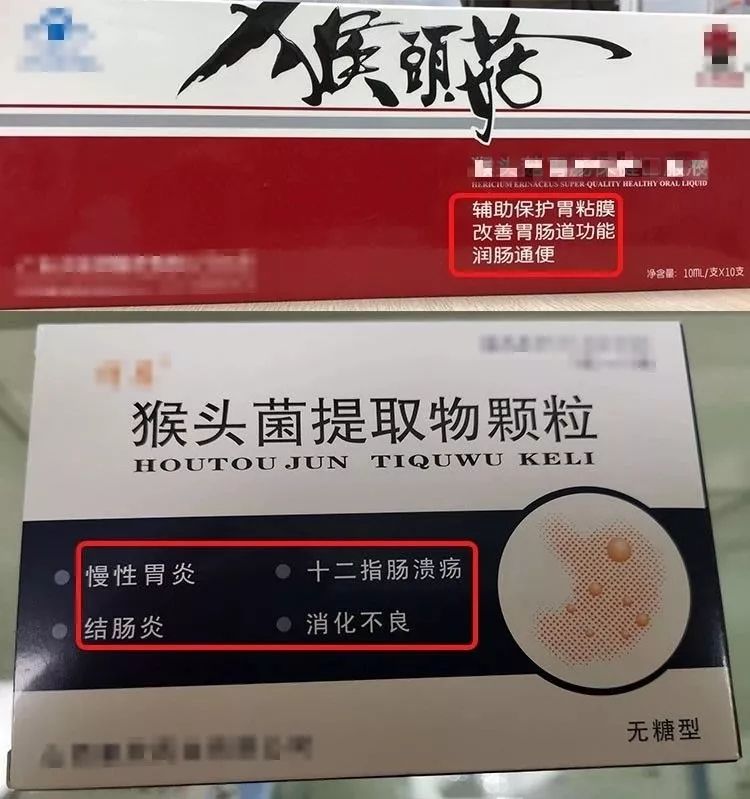 猴頭菇
HERICIUM ERINACEUS SUPER-QUALITY HEALTHY ORAL LIQUID
辅助保护胃粘膜
改善胃肠道功能
润肠通便
净含量: 10mL/支X10支
猴头菌提取物颗粒
HOUTOU JUN TIQUWU KELI
慢性胃炎
十二指肠溃疡
结肠炎
消化不良
无糖型